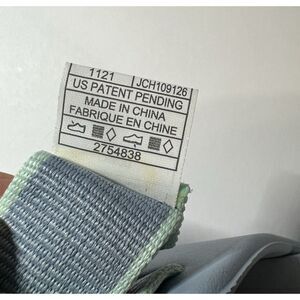 1121 JCH109126
US PATENT PENDING
MADE IN CHINA
FABRIQUE EN CHINE
2754838